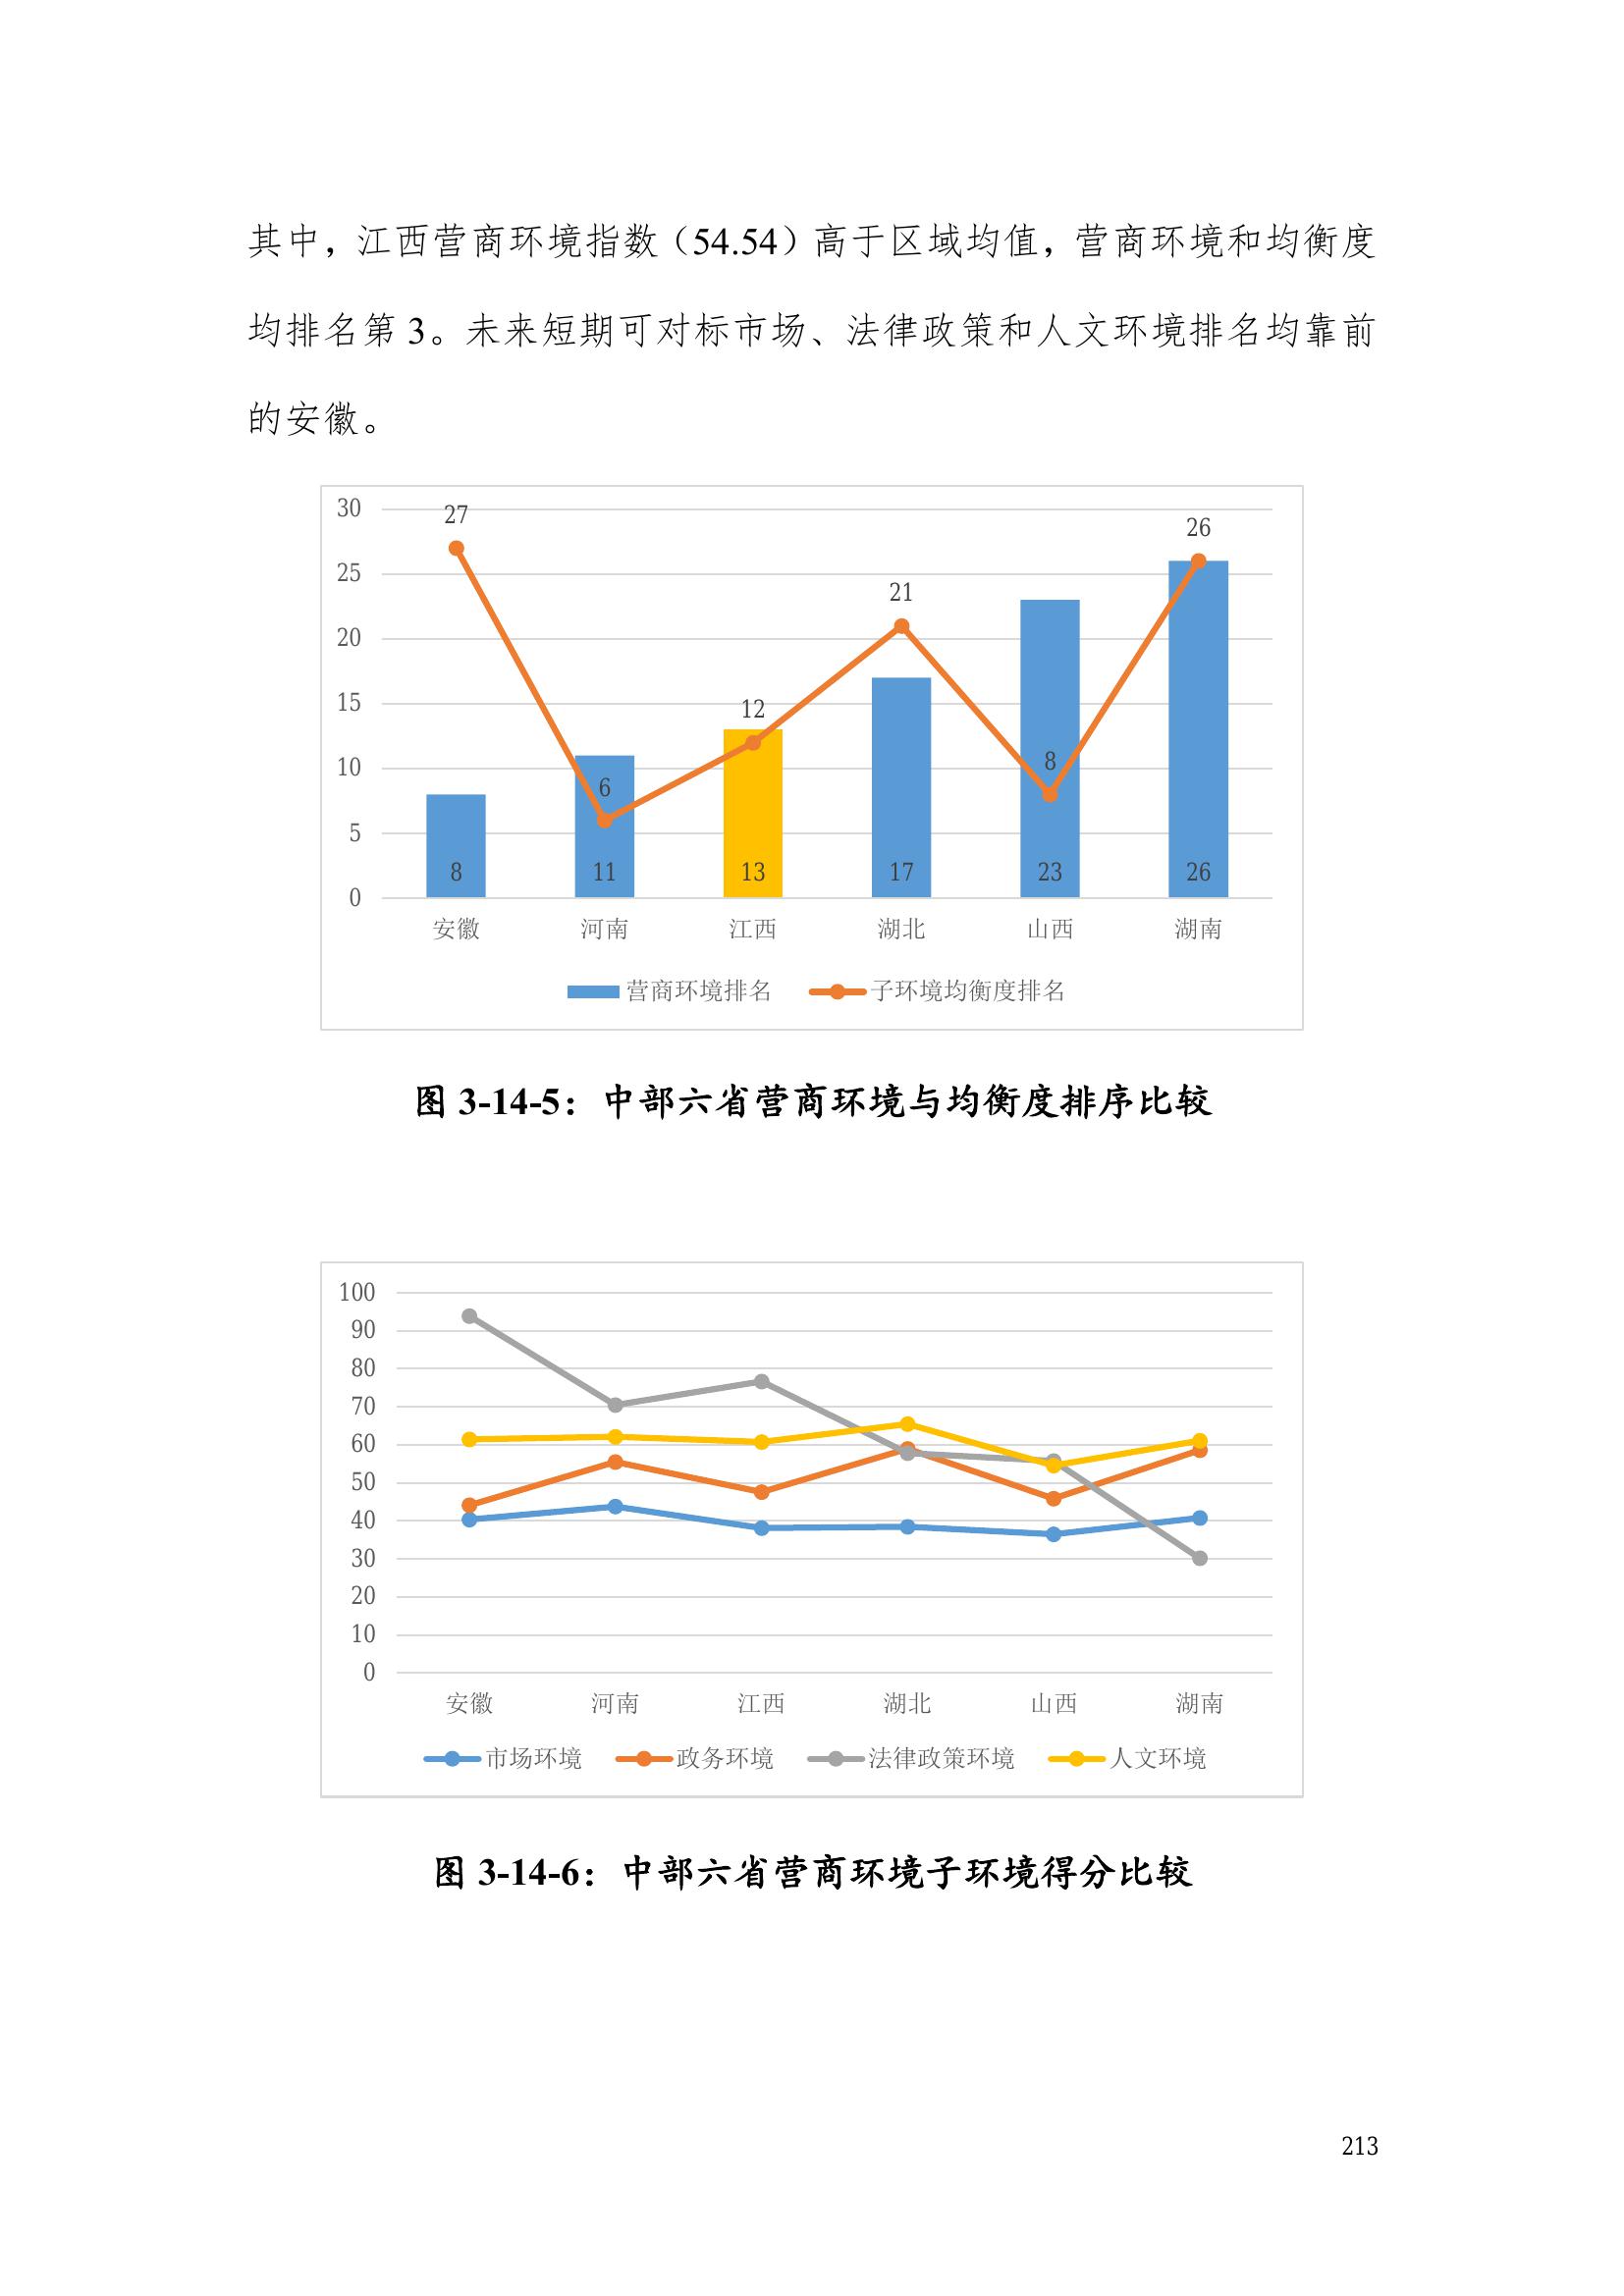 其中，江西营商环境指数（54.54）高于区域均值，营商环境和均衡度
均排名第 3。未来短期可对标市场、法律政策和人文环境排名均靠前
的安徽。
30
27
26
25
21
20
15
12
10
8
6
5
8
11
13
17
23
26
0
安徽
河南
江西
湖北
山西
湖南
营商环境排名
子环境均衡度排名
图 3-14-5：中部六省营商环境与均衡度排序比较
100
90
80
70
60
50
40
30
20
10
0
安徽
河南
江西
湖北
山西
湖南
市场环境
政务环境
法律政策环境
人文环境
图 3-14-6：中部六省营商环境子环境得分比较
213